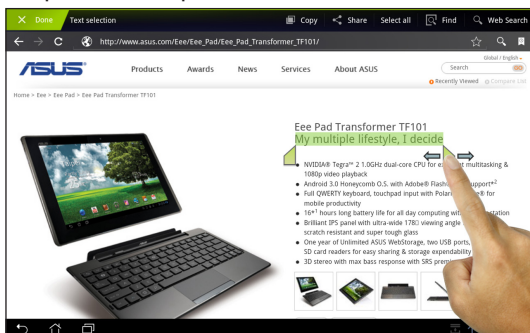 Done Text selection Copy Share Select all Find Web Search
http://www.asus.com/Eee/Eee_Pad/Eee_Pad_Transformer_TF101/
Global / English
ASUS Products Awards News Services About ASUS Search
Recently Viewed Compare List
Home > Eee > Eee Pad > Eee Pad Transformer TF101
Eee Pad Transformer TF101
My multiple lifestyle, I decide
NVIDIA® Tegra™ 2 1.0GHz dual-core CPU for multitasking &
1080p video playback
Android 3.0 Honeycomb O.S. with Adobe® Flash support*2
Full QWERTY keyboard, touchpad input with for
mobile productivity
16*1 hours long battery life for all day computing
Brilliant IPS panel with ultra-wide 178 viewing angle
scratch resistant and super tough glass
One year of Unlimited ASUS WebStorage, two USB ports,
SD card readers for easy sharing & storage expendability
3D stereo with max bass response with SRS